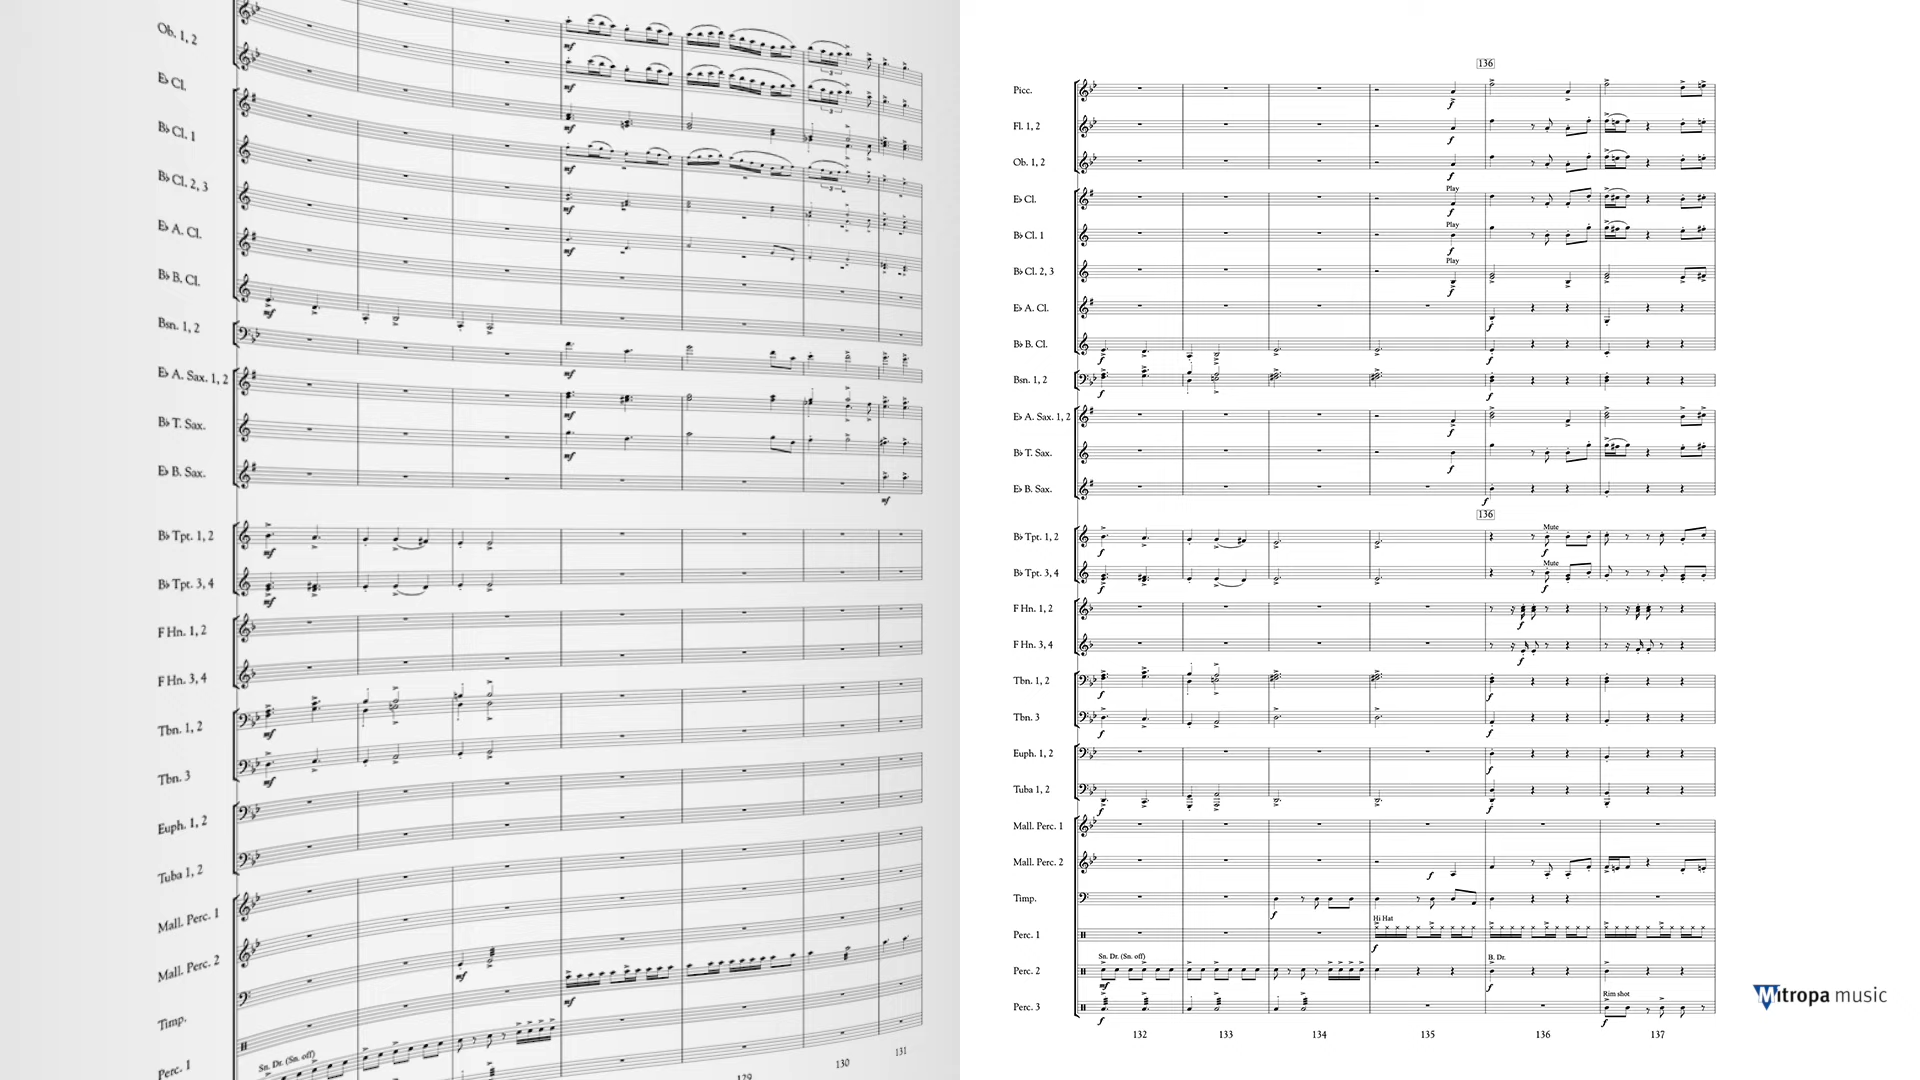 Ob. 1, 2
E♭ Cl.
B♭ Cl. 1
B♭ Cl. 2, 3
E♭ A. Cl.
B♭ B. Cl.
Bsn. 1, 2
E♭ A. Sax. 1, 2
B♭ T. Sax.
E♭ B. Sax.
B♭ Tpt. 1, 2
B♭ Tpt. 3, 4
F Hn. 1, 2
F Hn. 3, 4
Tbn. 1, 2
Tbn. 3
Euph. 1, 2
Tuba 1, 2
Mall. Perc. 1
Mall. Perc. 2
Timp.
Perc. 1
Sn. Dr. (Sn. off)
129 130 131
136
Picc.
Fl. 1, 2
Ob. 1, 2
Play
E♭ Cl.
Play
B♭ Cl. 1
Play
B♭ Cl. 2, 3
E♭ A. Cl.
B♭ B. Cl.
Bsn. 1, 2
E♭ A. Sax. 1, 2
B♭ T. Sax.
E♭ B. Sax.
136
Mute
B♭ Tpt. 1, 2
Mute
B♭ Tpt. 3, 4
F Hn. 1, 2
F Hn. 3, 4
Tbn. 1, 2
Tbn. 3
Euph. 1, 2
Tuba 1, 2
Mall. Perc. 1
Mall. Perc. 2
Timp.
Hi Hat
Perc. 1
Sn. Dr. (Sn. off) B. Dr.
Perc. 2
Rim shot
Perc. 3
132 133 134 135 136 137
Mitropa music